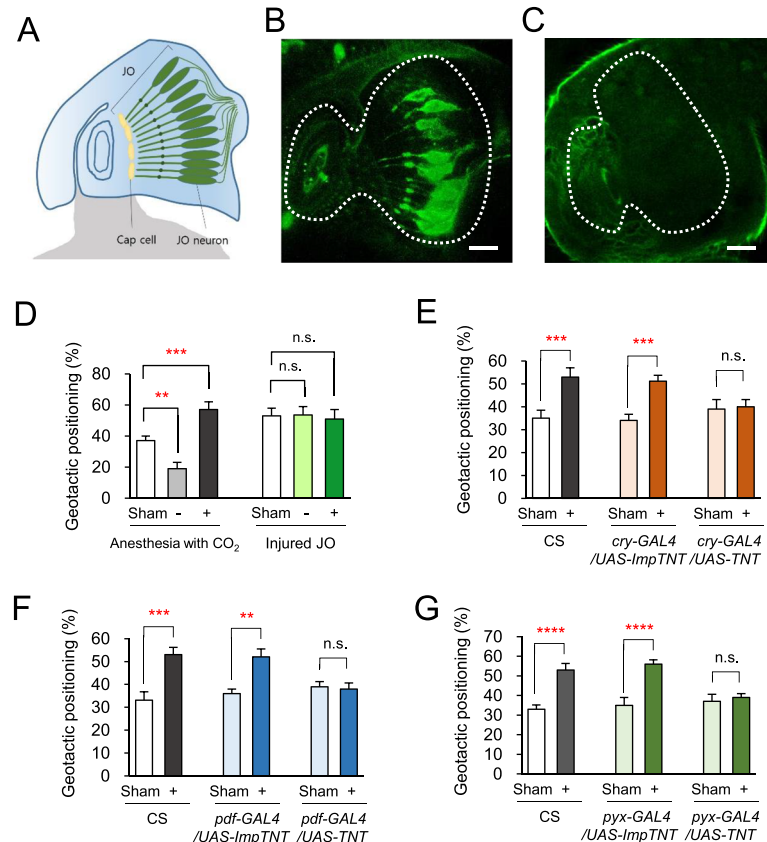 A
JO
Cap cell
JO neuron
B
C
D
Geotactic positioning (%)
80
60
40
20
0
***
**
n.s.
n.s.
Sham - +
Sham - +
Anesthesia with CO2
Injured JO
E
Geotactic positioning (%)
60
50
40
30
20
10
0
***
***
n.s.
Sham +
Sham +
Sham +
CS
cry-GAL4
/UAS-ImpTNT
cry-GAL4
/UAS-TNT
F
Geotactic positioning (%)
60
50
40
30
20
10
0
***
**
n.s.
Sham +
Sham +
Sham +
CS
pdf-GAL4
/UAS-ImpTNT
pdf-GAL4
/UAS-TNT
G
Geotactic positioning (%)
70
60
50
40
30
20
10
0
****
****
n.s.
Sham +
Sham +
Sham +
CS
pyx-GAL4
/UAS-ImpTNT
pyx-GAL4
/UAS-TNT